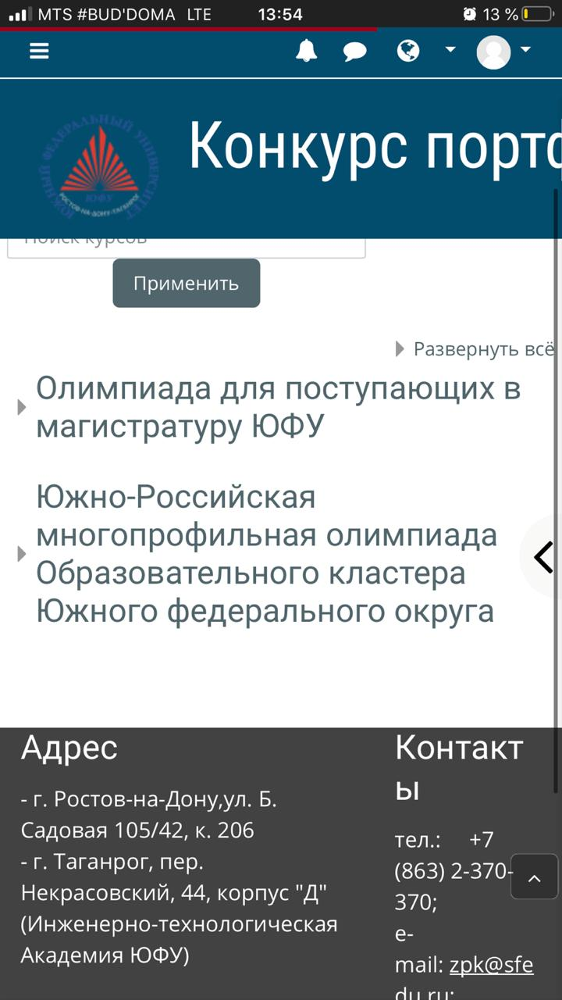 MTS #BUD'DOMA LTE 13:54 13 %
Конкурс порт
ЮЖНЫЙ ФЕДЕРАЛЬНЫЙ УНИВЕРСИТЕТ
ЮФУ
РОСТОВ-НА-ДОНУ-ТАГАНРОГ
Поиск курсов
Применить
Развернуть всё
Олимпиада для поступающих в
магистратуру ЮФУ
Южно-Российская
многопрофильная олимпиада
Образовательного кластера
Южного федерального округа
Адрес
- г. Ростов-на-Дону,ул. Б.
Садовая 105/42, к. 206
- г. Таганрог, пер.
Некрасовский, 44, корпус "Д"
(Инженерно-технологическая
Академия ЮФУ)
Контакт
ы
тел.: +7
(863) 2-370-
370;
e-
mail: zpk@sfe
du.ru;